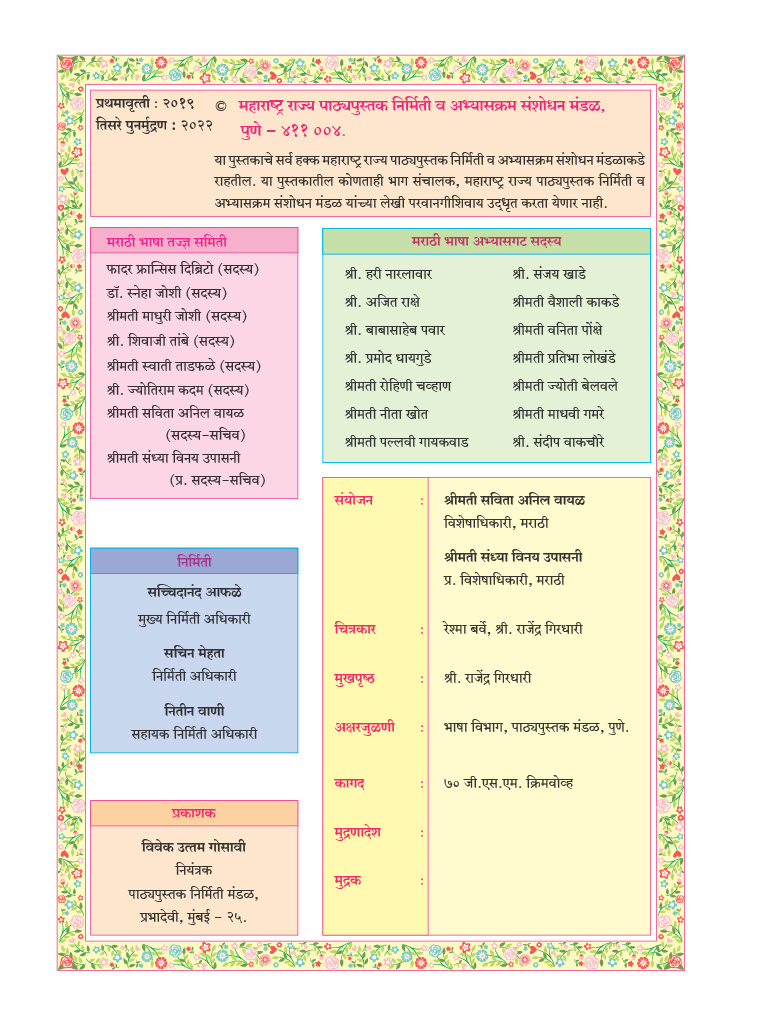 प्रथमावृत्ती : २०१९
तिसरे पुनर्मुद्रण : २०२२
© महाराष्ट्र राज्य पाठ्यपुस्तक निर्मिती व अभ्यासक्रम संशोधन मंडळ,
पुणे – ४११ ००४.
या पुस्तकाचे सर्व हक्क महाराष्ट्र राज्य पाठ्यपुस्तक निर्मिती व अभ्यासक्रम संशोधन मंडळाकडे
राहतील. या पुस्तकातील कोणताही भाग संचालक, महाराष्ट्र राज्य पाठ्यपुस्तक निर्मिती व
अभ्यासक्रम संशोधन मंडळ यांच्या लेखी परवानगीशिवाय उद्धृत करता येणार नाही.
मराठी भाषा तज्ज्ञ समिती
फादर फ्रान्सिस दिब्रिटो (सदस्य)
डॉ. स्नेहा जोशी (सदस्य)
श्रीमती माधुरी जोशी (सदस्य)
श्री. शिवाजी तांबे (सदस्य)
श्रीमती स्वाती ताडफळे (सदस्य)
श्री. ज्योतिराम कदम (सदस्य)
श्रीमती सविता अनिल वायळ
(सदस्य-सचिव)
श्रीमती संध्या विनय उपासनी
(प्र. सदस्य-सचिव)
मराठी भाषा अभ्यासगट सदस्य
श्री. हरी नारलावार
श्री. अजित राक्षे
श्री. बाबासाहेब पवार
श्री. प्रमोद धायगुडे
श्रीमती रोहिणी चव्हाण
श्रीमती नीता खोत
श्रीमती पल्लवी गायकवाड
श्री. संजय खाडे
श्रीमती वैशाली काकडे
श्रीमती वनिता पोंक्षे
श्रीमती प्रतिभा लोखंडे
श्रीमती ज्योती बेलवले
श्रीमती माधवी गमरे
श्री. संदीप वाकचौरे
निर्मिती
सच्चिदानंद आफळे
मुख्य निर्मिती अधिकारी
सचिन मेहता
निर्मिती अधिकारी
नितीन वाणी
सहायक निर्मिती अधिकारी
प्रकाशक
विवेक उत्तम गोसावी
नियंत्रक
पाठ्यपुस्तक निर्मिती मंडळ,
प्रभादेवी, मुंबई – २५.
संयोजन : श्रीमती सविता अनिल वायळ
विशेषाधिकारी, मराठी
श्रीमती संध्या विनय उपासनी
प्र. विशेषाधिकारी, मराठी
चित्रकार : रेश्मा बर्वे, श्री. राजेंद्र गिरधारी
मुखपृष्ठ : श्री. राजेंद्र गिरधारी
अक्षरजुळणी : भाषा विभाग, पाठ्यपुस्तक मंडळ, पुणे.
कागद : ७० जी.एस.एम. क्रिमवोव्ह
मुद्रणादेश :
मुद्रक :